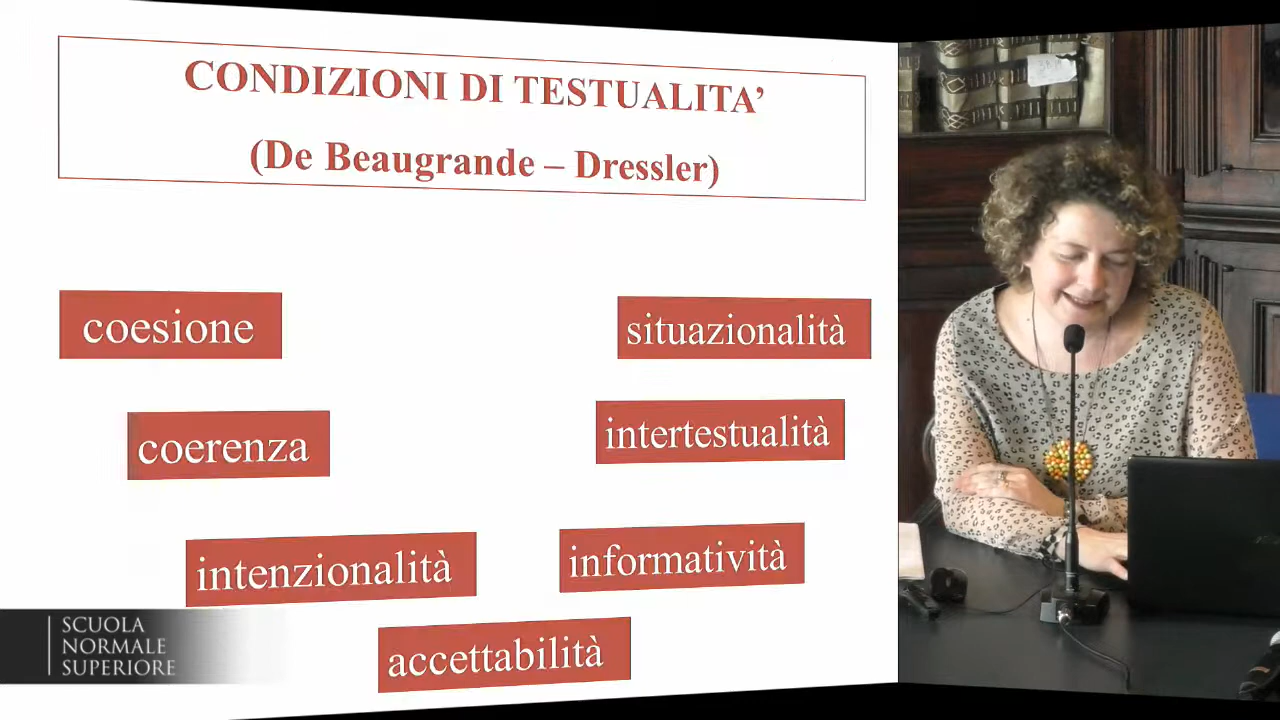 CONDIZIONI DI TESTUALITA’
(De Beaugrande – Dressler)
coesione
situazionalità
coerenza
intertestualità
intenzionalità
informatività
accettabilità
SCUOLA
NORMALE
SUPERIORE